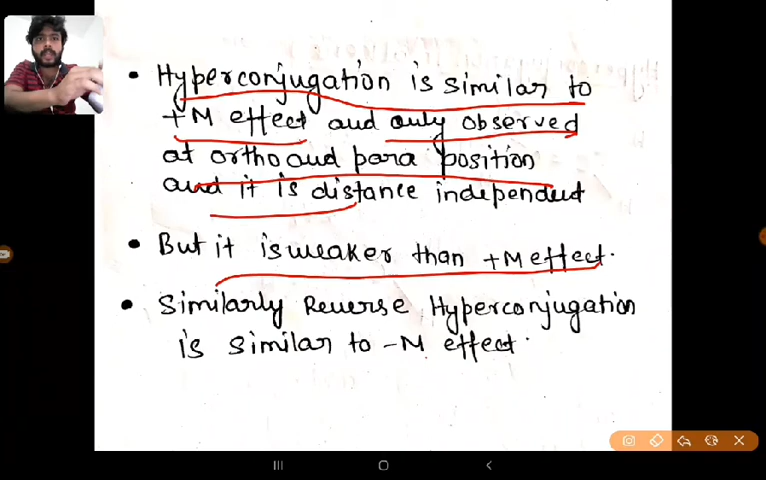 • Hyperconjugation is similar to
+M effect and only observed
at ortho and para position
and it is distance independent
• But it is weaker than +M effect.
• Similarly Reverse Hyperconjugation
is similar to -M effect.